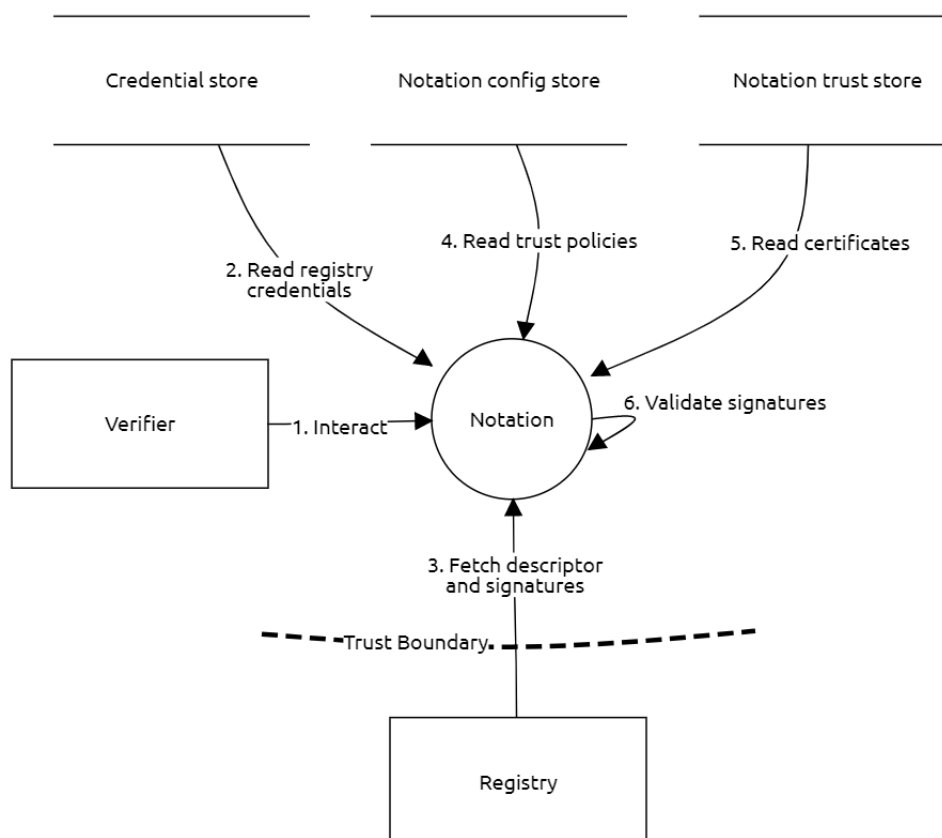 Credential store
Notation config store
Notation trust store
4. Read trust policies
5. Read certificates
2. Read registry
credentials
6. Validate signatures
Verifier
1. Interact
Notation
3. Fetch descriptor
and signatures
Trust Boundary
Registry